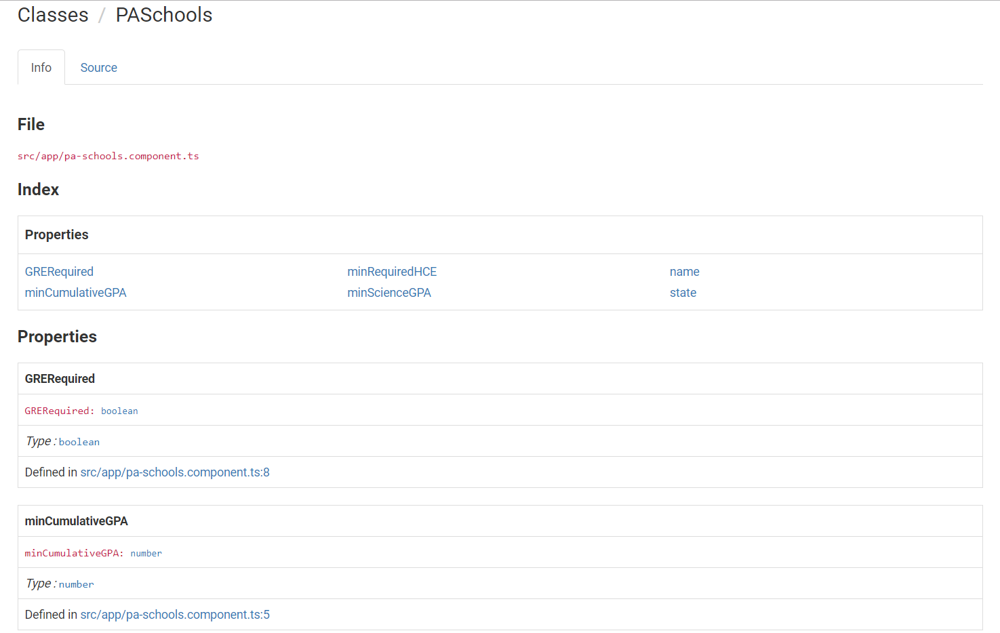 Classes / PASchools
Info Source
File
src/app/pa-schools.component.ts
Index
Properties
GRERequired minRequiredHCE name
minCumulativeGPA minScienceGPA state
Properties
GRERequired
GRERequired: boolean
Type : boolean
Defined in src/app/pa-schools.component.ts:8
minCumulativeGPA
minCumulativeGPA: number
Type : number
Defined in src/app/pa-schools.component.ts:5